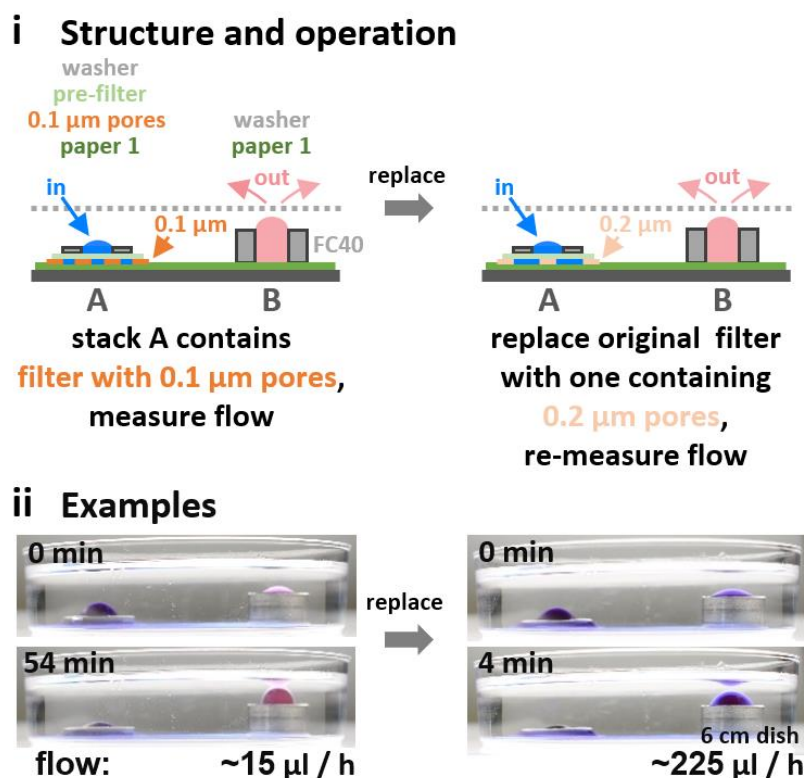 i Structure and operation
washer
pre-filter
0.1 µm pores
paper 1
washer
paper 1
in
0.1 µm
out
FC40
A
B
stack A contains
filter with 0.1 µm pores,
measure flow
replace
in
0.2 µm
out
A
B
replace original filter
with one containing
0.2 µm pores,
re-measure flow
ii Examples
0 min
54 min
replace
0 min
4 min
6 cm dish
flow: ~15 µl / h
~225 µl / h